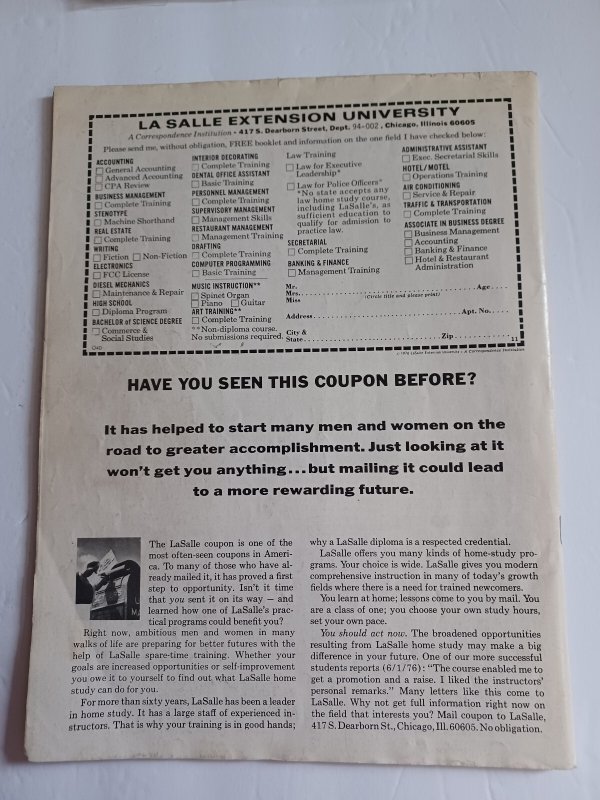 LA SALLE EXTENSION UNIVERSITY
A Correspondence Institution • 417 S. Dearborn Street, Dept. 94-002, Chicago, Illinois 60605
Please send me, without obligation, FREE booklet and information on the one field I have checked below:
ACCOUNTING
General Accounting
Advanced Accounting
CPA Review
BUSINESS MANAGEMENT
Complete Training
STENOTYPE
Machine Shorthand
REAL ESTATE
Complete Training
WRITING
Fiction Non-Fiction
ELECTRONICS
FCC License
DIESEL MECHANICS
Maintenance & Repair
HIGH SCHOOL
Diploma Program
BACHELOR of SCIENCE DEGREE
Commerce &
Social Studies
INTERIOR DECORATING
Complete Training
DENTAL OFFICE ASSISTANT
Basic Training
PERSONNEL MANAGEMENT
Complete Training
SUPERVISORY MANAGEMENT
Management Skills
RESTAURANT MANAGEMENT
Management Training
DRAFTING
Complete Training
COMPUTER PROGRAMMING
Basic Training
MUSIC INSTRUCTION**
Spinet Organ
Piano Guitar
ART TRAINING**
Complete Training
**Non-diploma course.
No submissions required.
Law Training
Law for Executive
Leadership*
Law for Police Officers*
*No state accepts any
law home study course,
including LaSalle's, as
sufficient education to
qualify for admission to
practice law.
SECRETARIAL
Complete Training
BANKING & FINANCE
Management Training
ADMINISTRATIVE ASSISTANT
Exec. Secretarial Skills
HOTEL/MOTEL
Operations Training
AIR CONDITIONING
Service & Repair
TRAFFIC & TRANSPORTATION
Complete Training
ASSOCIATE IN BUSINESS DEGREE
Business Management
Accounting
Banking & Finance
Hotel & Restaurant
Administration
Mr.
Mrs. Age
Miss (Circle title and please print)
Address Apt. No.
City &
State Zip 11
© 1976 LaSalle Extension University • A Correspondence Institution
HAVE YOU SEEN THIS COUPON BEFORE?
It has helped to start many men and women on the
road to greater accomplishment. Just looking at it
won't get you anything...but mailing it could lead
to a more rewarding future.
The LaSalle coupon is one of the
most often-seen coupons in Ameri-
ca. To many of those who have al-
ready mailed it, it has proved a first
step to opportunity. Isn't it time
that you sent it on its way – and
learned how one of LaSalle's prac-
tical programs could benefit you?
Right now, ambitious men and women in many
walks of life are preparing for better futures with the
help of LaSalle spare-time training. Whether your
goals are increased opportunities or self-improvement
you owe it to yourself to find out what LaSalle home
study can do for you.
For more than sixty years, LaSalle has been a leader
in home study. It has a large staff of experienced in-
structors. That is why your training is in good hands;
why a LaSalle diploma is a respected credential.
LaSalle offers you many kinds of home-study pro-
grams. Your choice is wide. LaSalle gives you modern
comprehensive instruction in many of today's growth
fields where there is a need for trained newcomers.
You learn at home; lessons come to you by mail. You
are a class of one; you choose your own study hours,
set your own pace.
You should act now. The broadened opportunities
resulting from LaSalle home study may make a big
difference in your future. One of our more successful
students reports (6/1/76): "The course enabled me to
get a promotion and a raise. I liked the instructors'
personal remarks." Many letters like this come to
LaSalle. Why not get full information right now on
the field that interests you? Mail coupon to LaSalle,
417 S. Dearborn St., Chicago, Ill. 60605. No obligation.